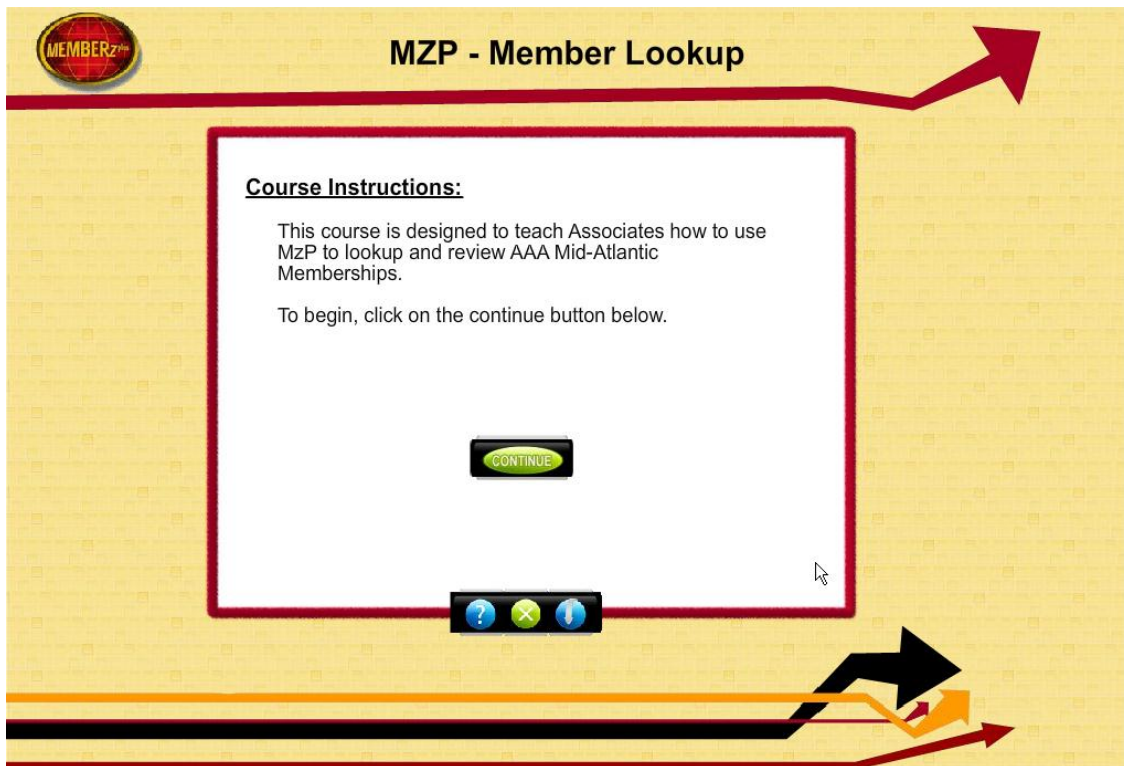 MEMBERz plus
MZP - Member Lookup
Course Instructions:
This course is designed to teach Associates how to use
MzP to lookup and review AAA Mid-Atlantic
Memberships.
To begin, click on the continue button below.
CONTINUE
?